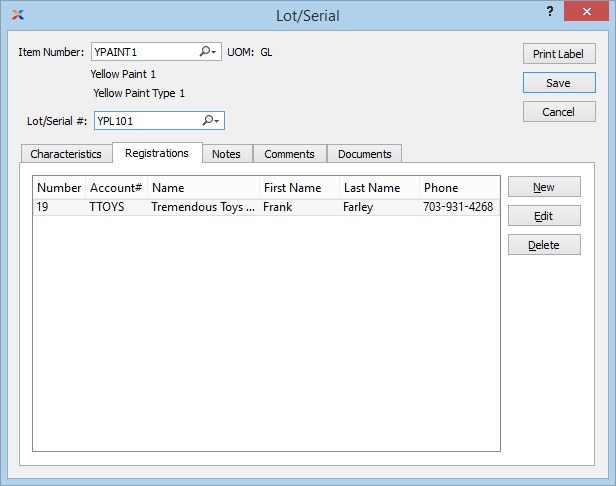 Lot/Serial
?
Item Number: YPAINT1 UOM: GL
Print Label
Yellow Paint 1
Save
Yellow Paint Type 1
Cancel
Lot/Serial #: YPL101
Characteristics Registrations Notes Comments Documents
Number Account# Name First Name Last Name Phone
New
19 TTOYS Tremendous Toys ... Frank Farley 703-931-4268
Edit
Delete